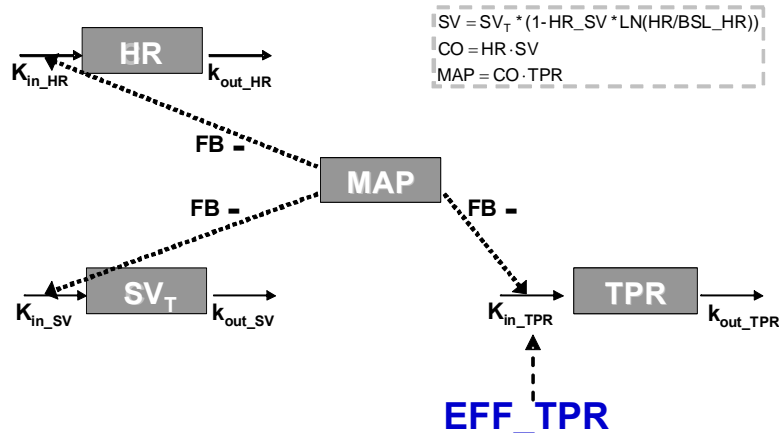 SV = SV_T * (1-HR_SV * LN(HR/BSL_HR))
CO = HR·SV
MAP = CO·TPR
HR
K_in_HR
k_out_HR
FB -
MAP
FB -
FB -
SV_T
K_in_SV
k_out_SV
TPR
K_in_TPR
k_out_TPR
EFF_TPR